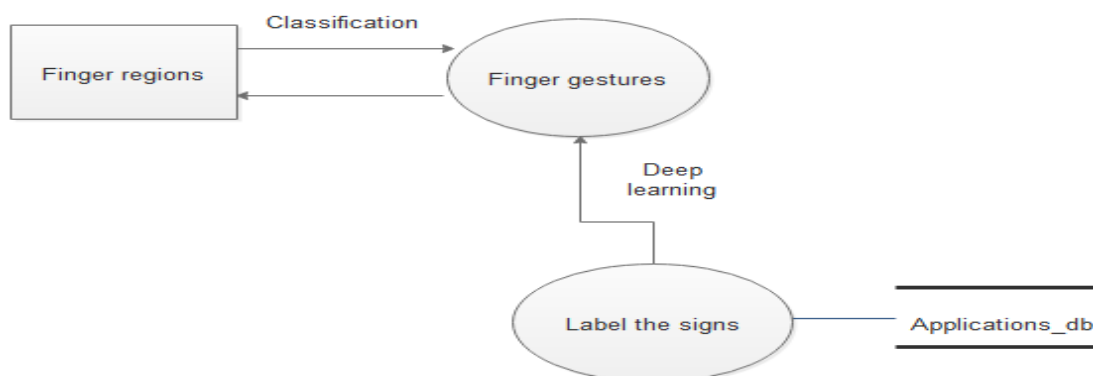 Classification
Finger regions
Finger gestures
Deep
learning
Label the signs
Applications_db